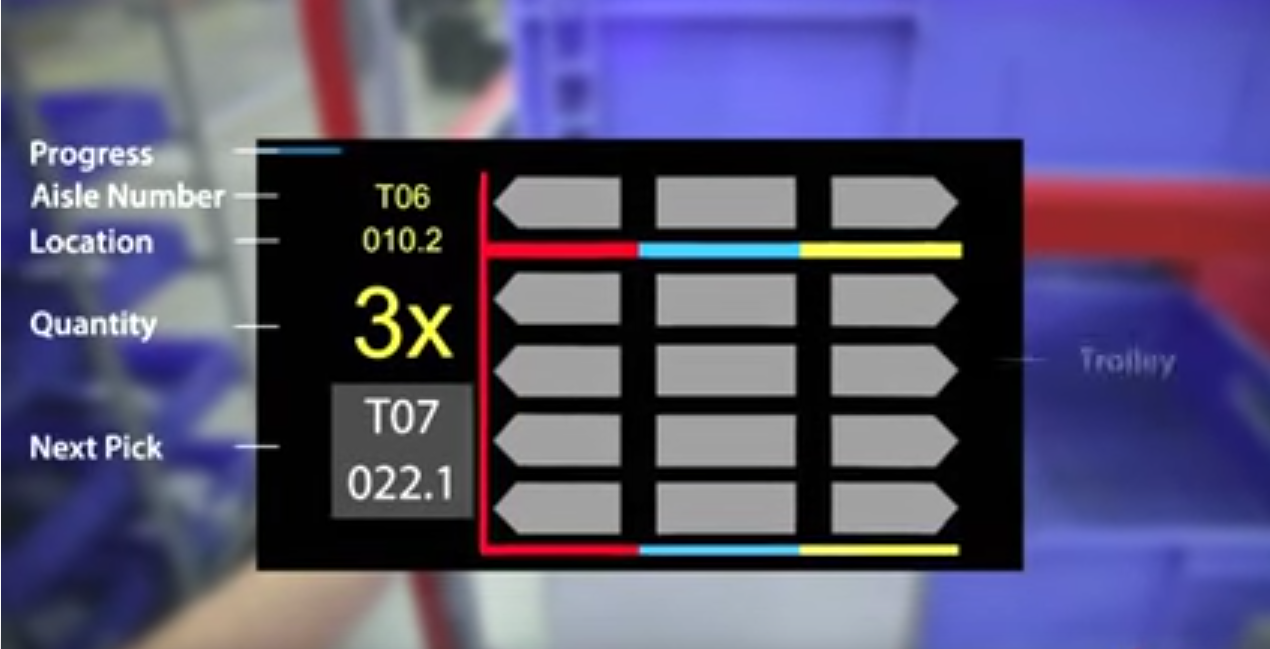 Progress
Aisle Number
Location
Quantity
Next Pick
T06
010.2
3x
T07
022.1
Trolley